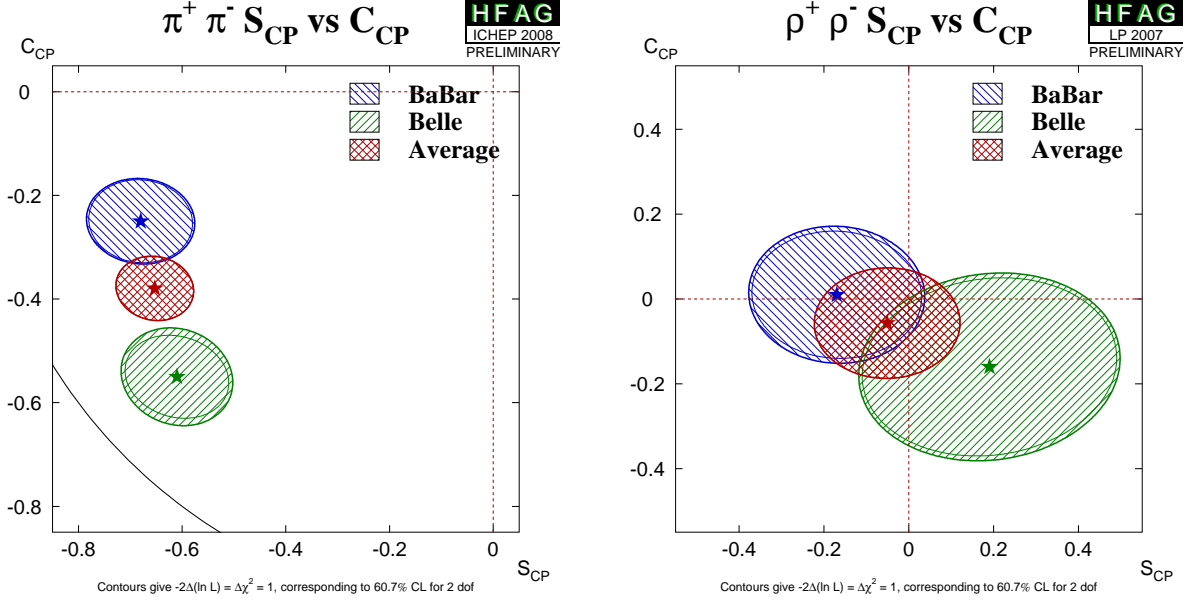 π+ π- S_CP vs C_CP
HFAG
ICHEP 2008
PRELIMINARY
C_CP
BaBar
Belle
Average
0
-0.2
-0.4
-0.6
-0.8
-0.8 -0.6 -0.4 -0.2 0
S_CP
Contours give -2Δ(ln L) = Δχ² = 1, corresponding to 60.7% CL for 2 dof
ρ+ ρ- S_CP vs C_CP
HFAG
LP 2007
PRELIMINARY
C_CP
BaBar
Belle
Average
0.4
0.2
0
-0.2
-0.4
-0.4 -0.2 0 0.2 0.4
S_CP
Contours give -2Δ(ln L) = Δχ² = 1, corresponding to 60.7% CL for 2 dof